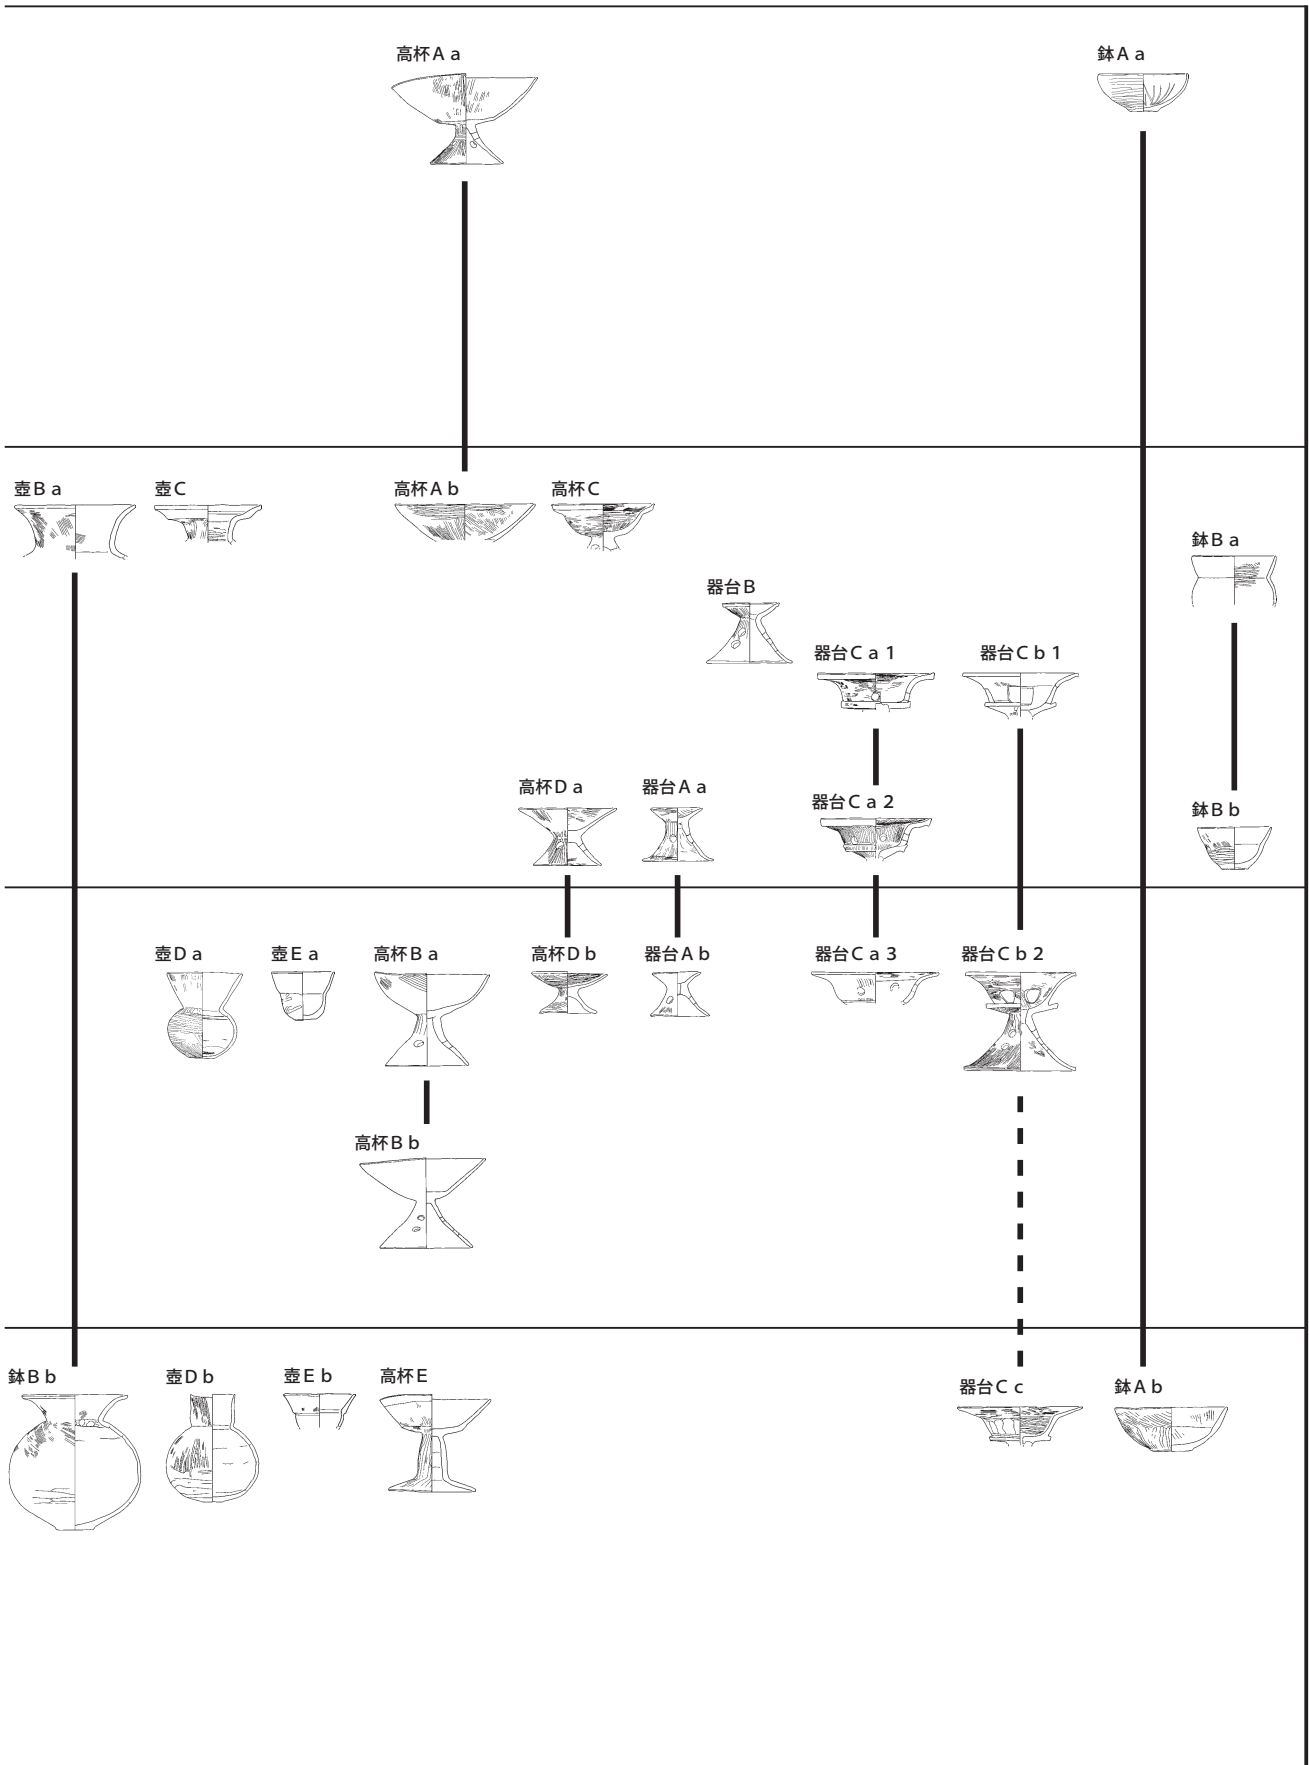 高杯Ａａ
鉢Ａａ
壺Ｂａ
壺Ｃ
高杯Ａｂ
高杯Ｃ
鉢Ｂａ
器台Ｂ
器台Ｃａ１
器台Ｃｂ１
高杯Ｄａ
器台Ａａ
器台Ｃａ２
鉢Ｂｂ
壺Ｄａ
壺Ｅａ
高杯Ｂａ
高杯Ｄｂ
器台Ａｂ
器台Ｃａ３
器台Ｃｂ２
高杯Ｂｂ
鉢Ｂｂ
壺Ｄｂ
壺Ｅｂ
高杯Ｅ
器台Ｃｃ
鉢Ａｂ